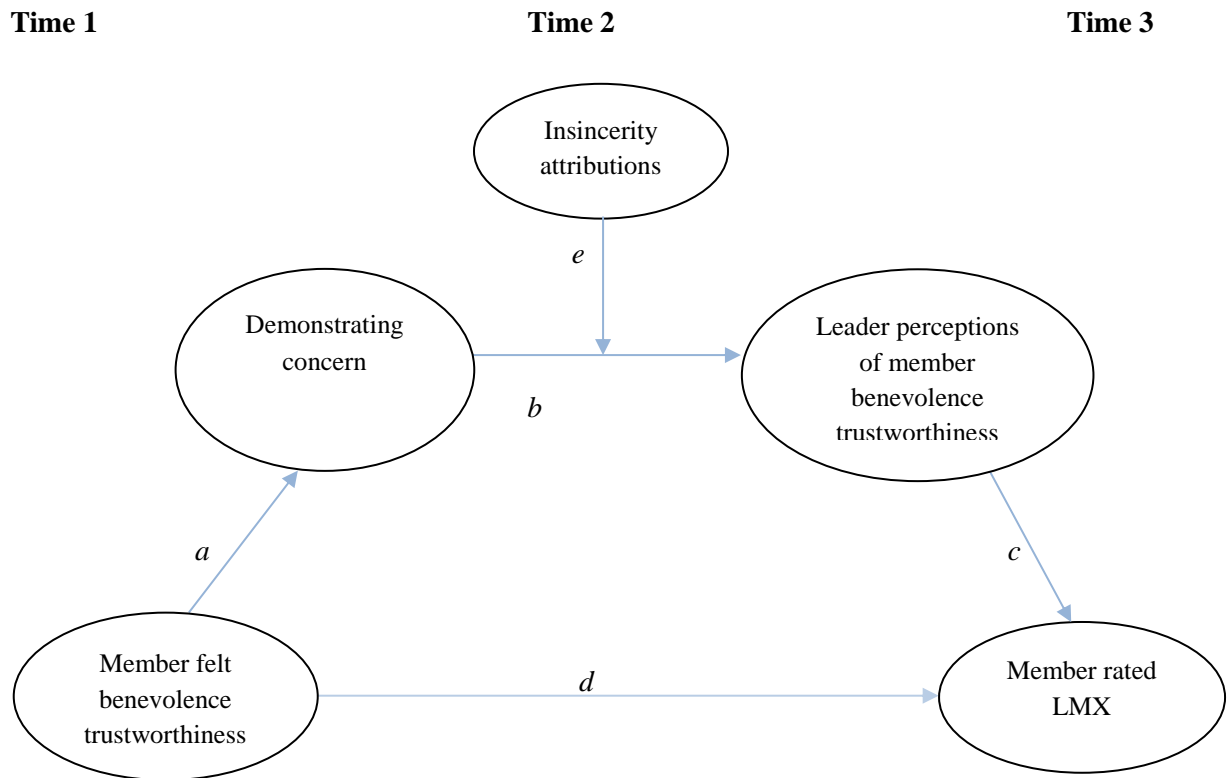 Time 1
Time 2
Time 3
Insincerity
attributions
e
Demonstrating
concern
Leader perceptions
of member
benevolence
trustworthiness
b
a
c
Member felt
benevolence
trustworthiness
d
Member rated
LMX